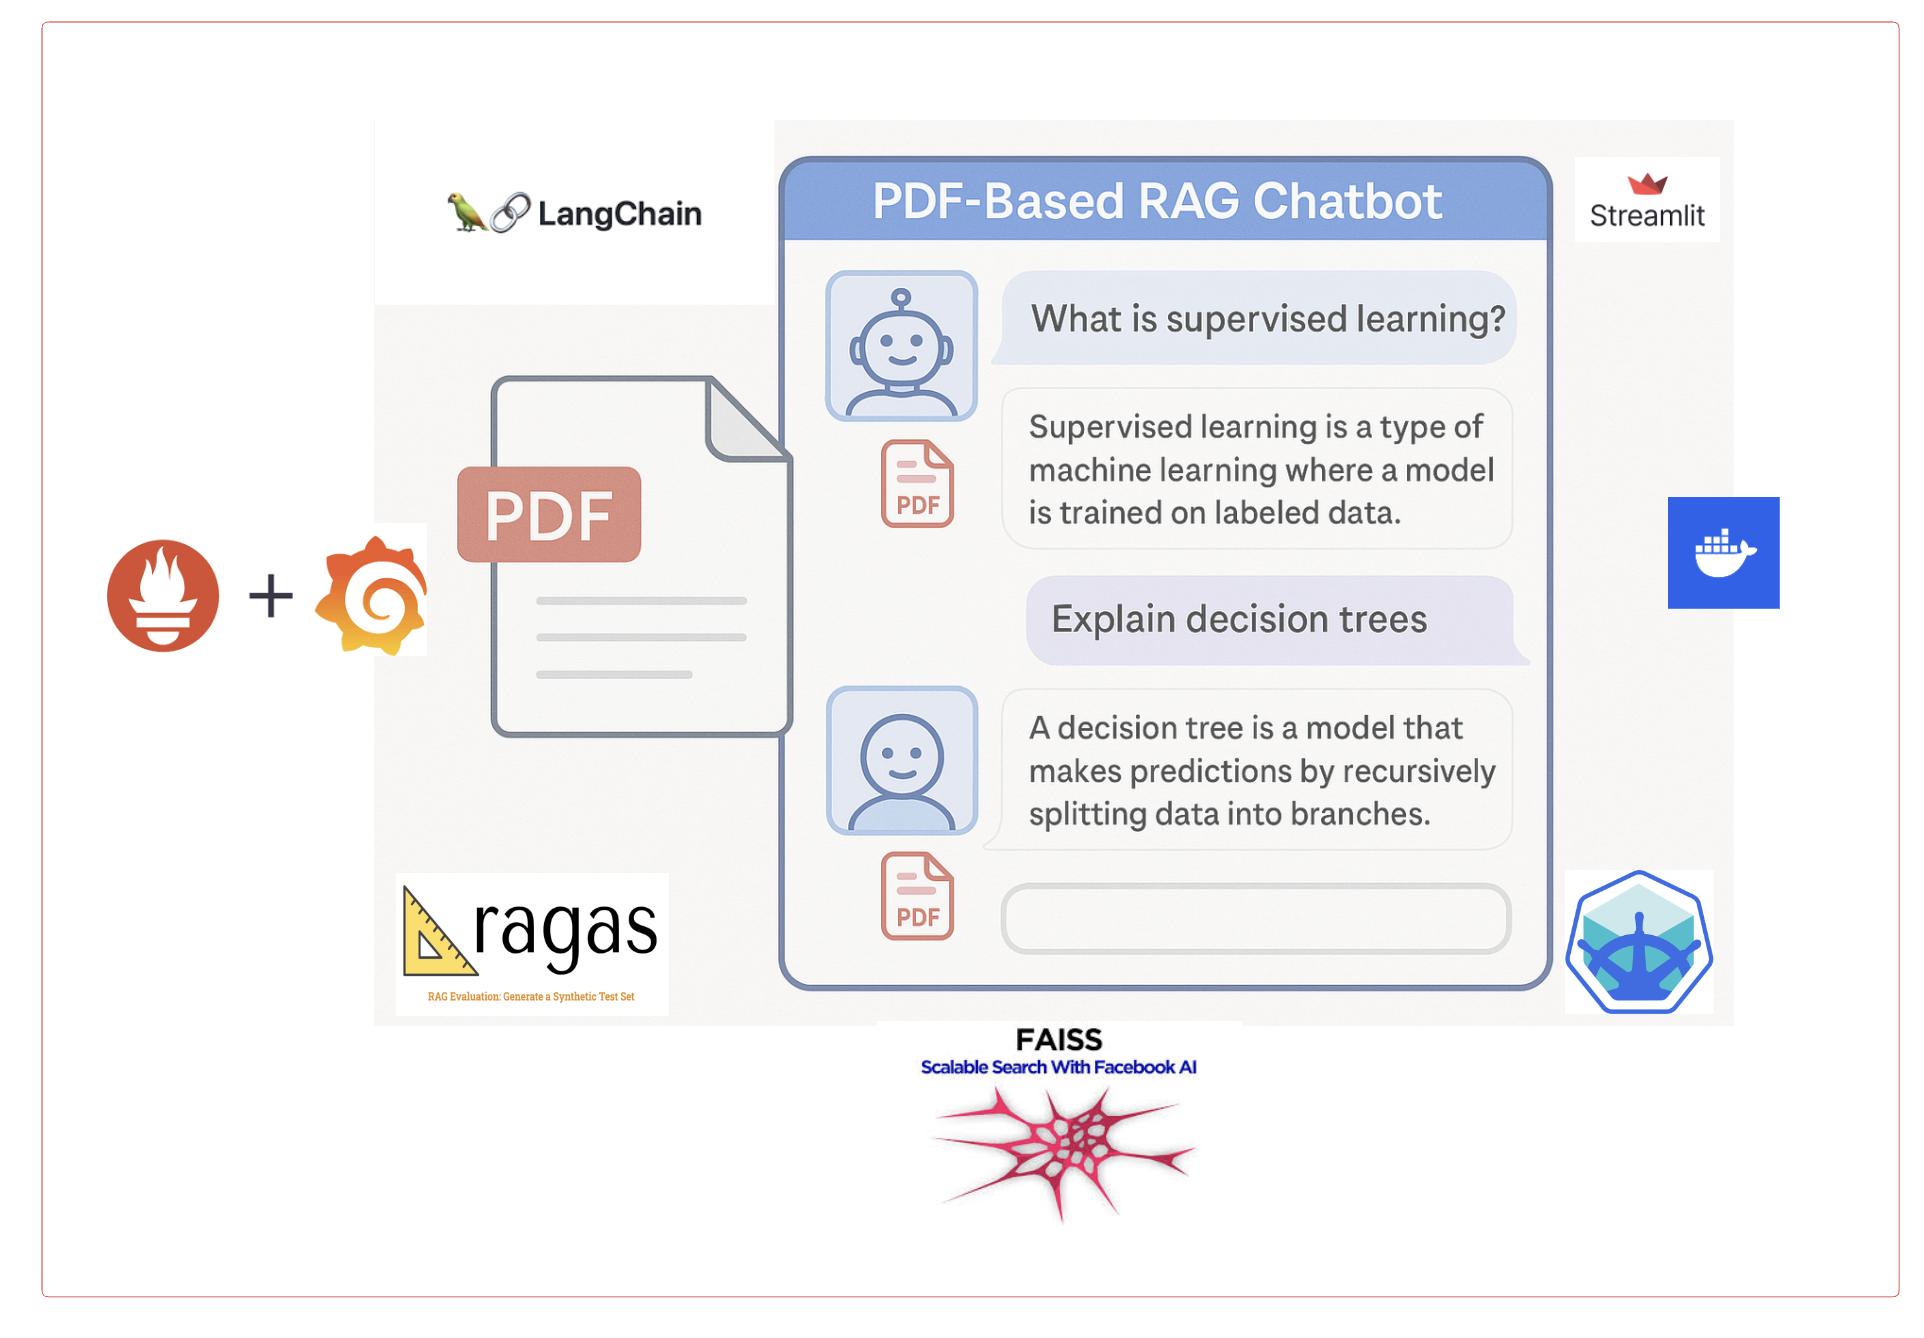 LangChain
PDF-Based RAG Chatbot
Streamlit
What is supervised learning?
Supervised learning is a type of
machine learning where a model
is trained on labeled data.
PDF
PDF
+
Explain decision trees
A decision tree is a model that
makes predictions by recursively
splitting data into branches.
PDF
ragas
RAG Evaluation: Generate a Synthetic Test Set
FAISS
Scalable Search With Facebook AI